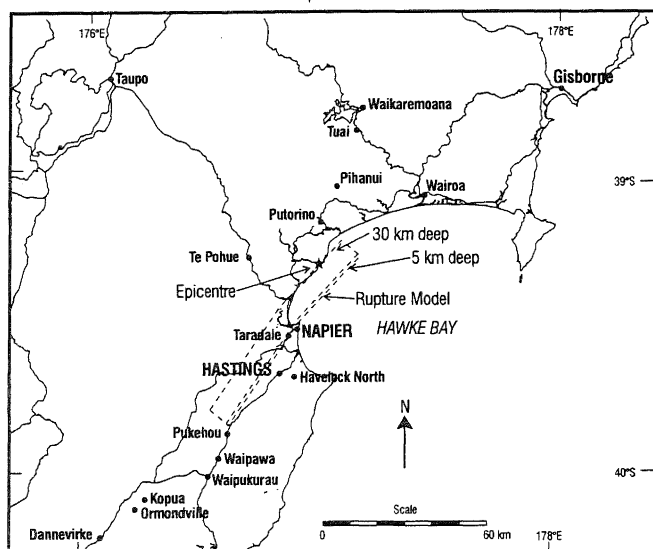 176°E
178°E
Taupo
Gisborne
Waikaremoana
Tuai
Pihanui
39°S
Wairoa
Putorino
30 km deep
Te Pohue
5 km deep
Epicentre
Rupture Model
NAPIER
HAWKE BAY
Taradale
HASTINGS
Havelock North
N
Pukehou
Waipawa
40°S
Waipukurau
Kopua
Scale
Ormondville
0
60 km
Dannevirke
178°E